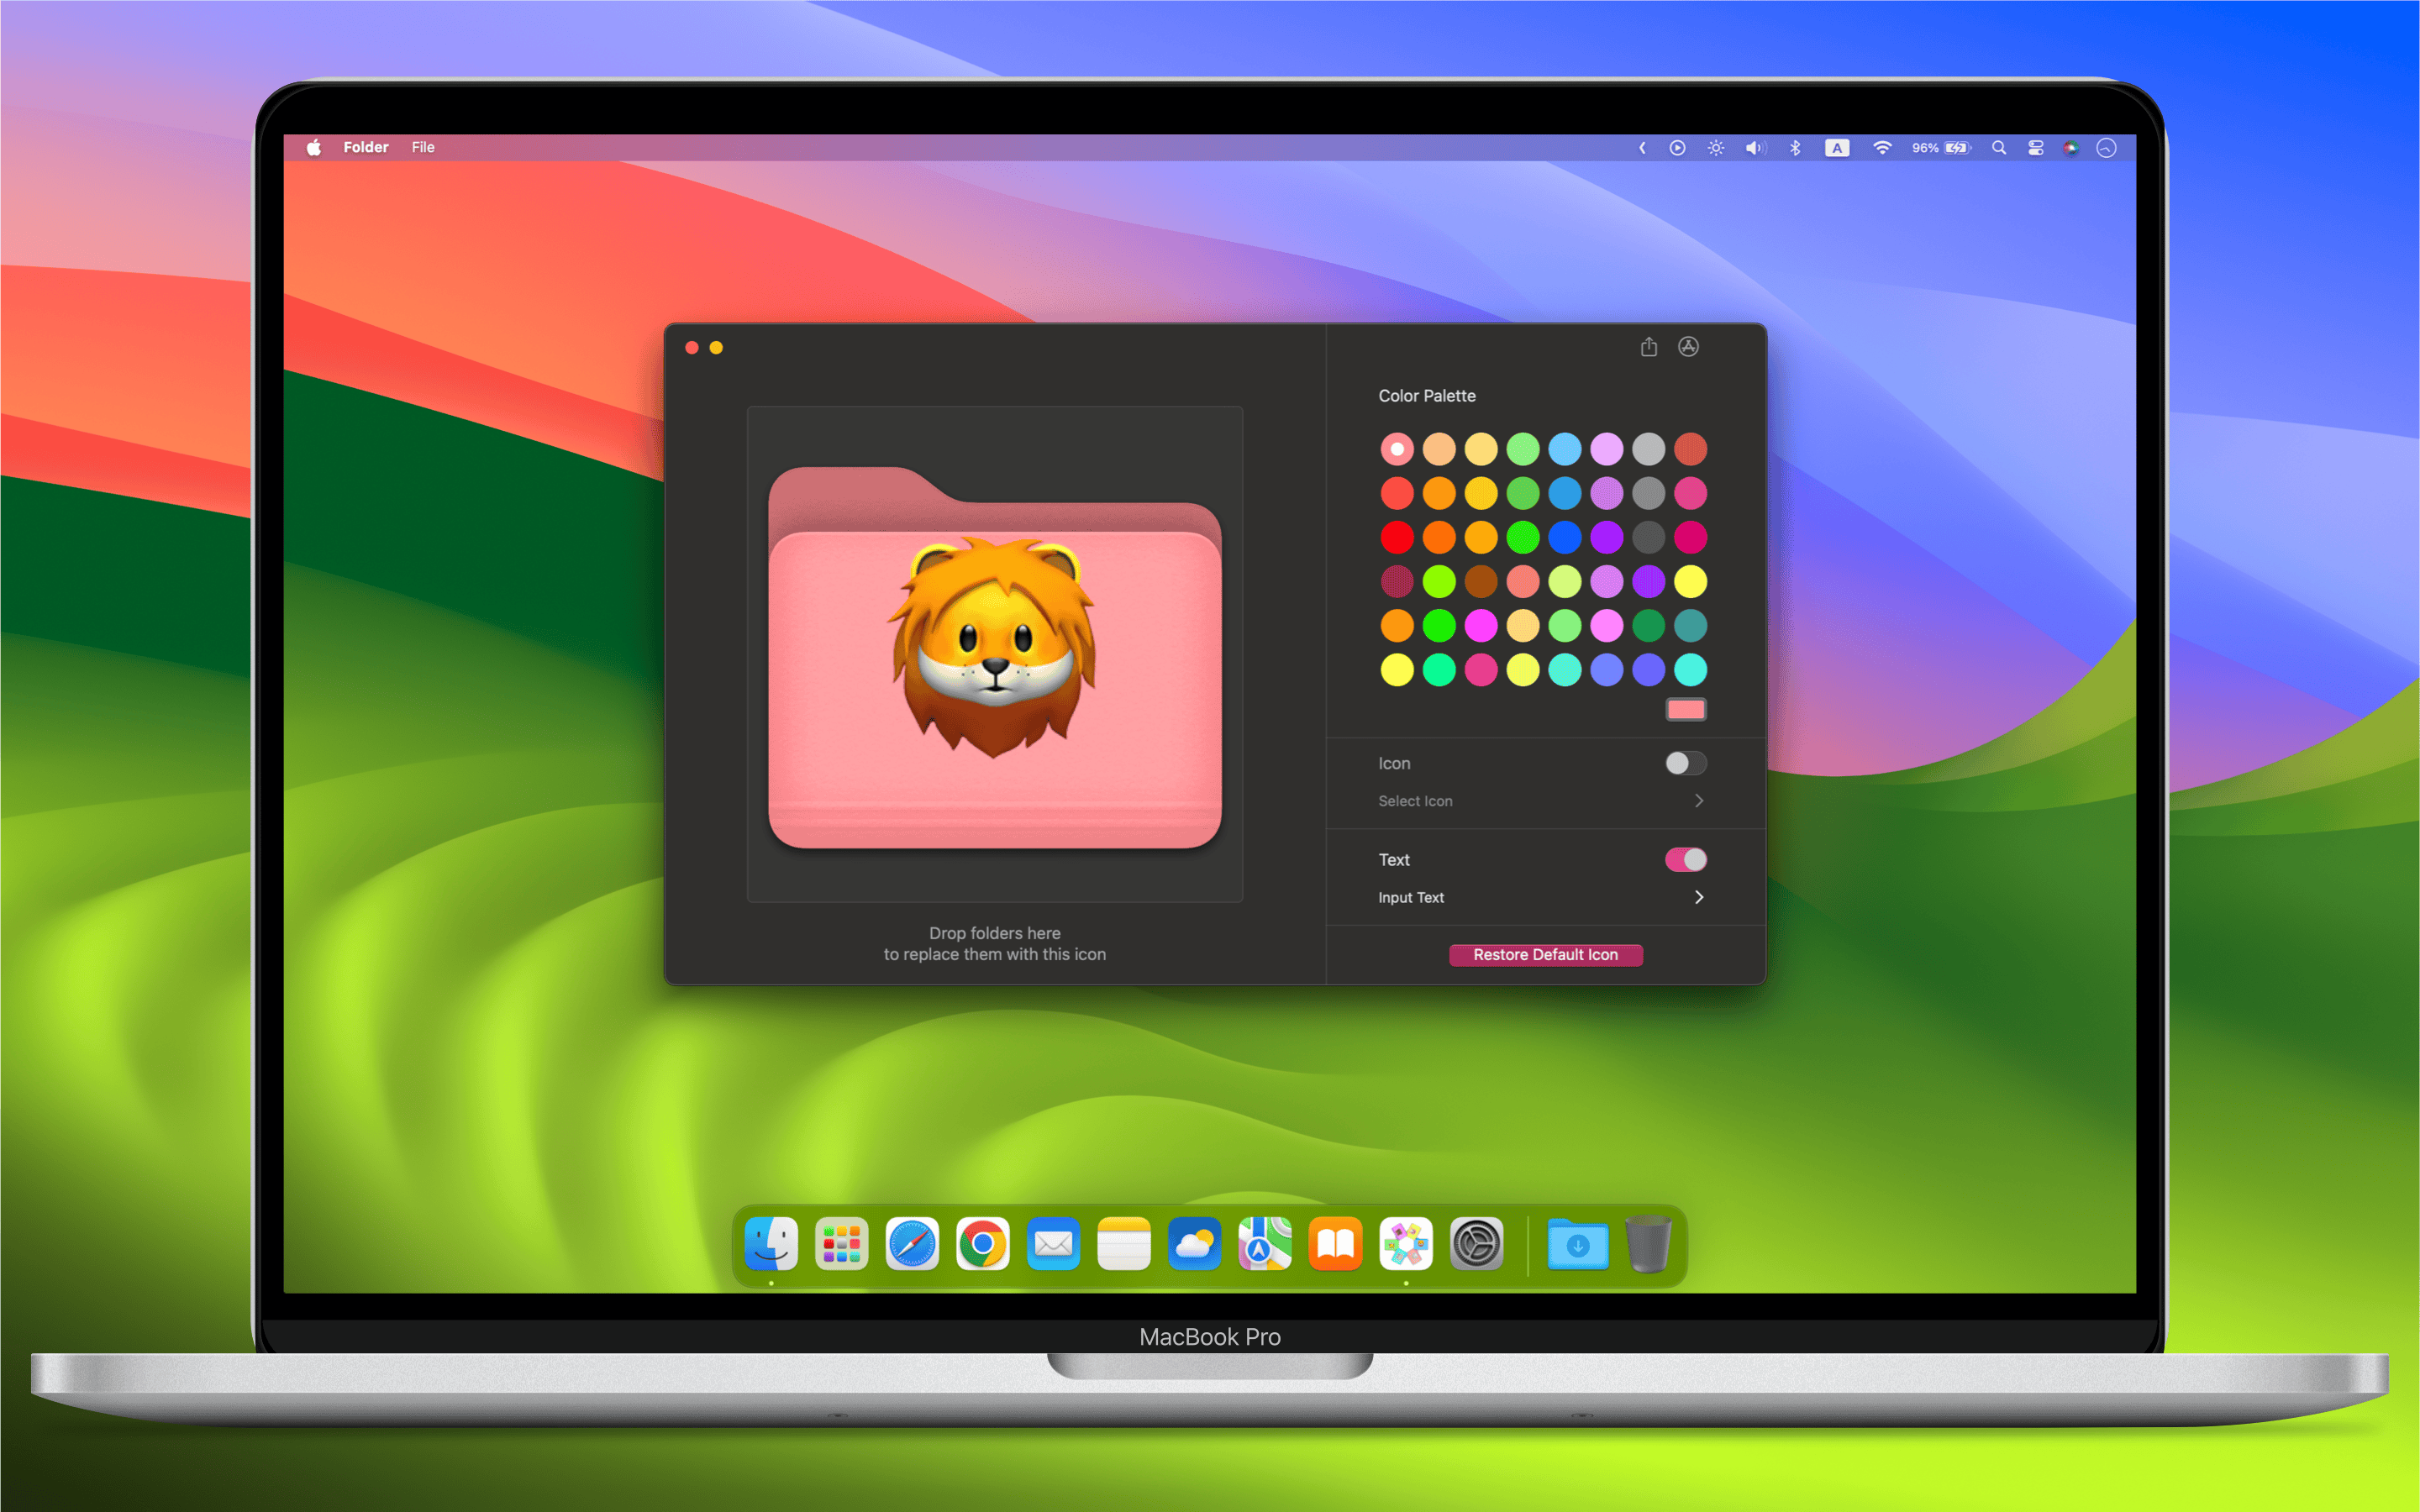 Folder File
A 96%
Color Palette
Icon
Select Icon
Text
Input Text
Drop folders here
to replace them with this icon
Restore Default Icon
MacBook Pro